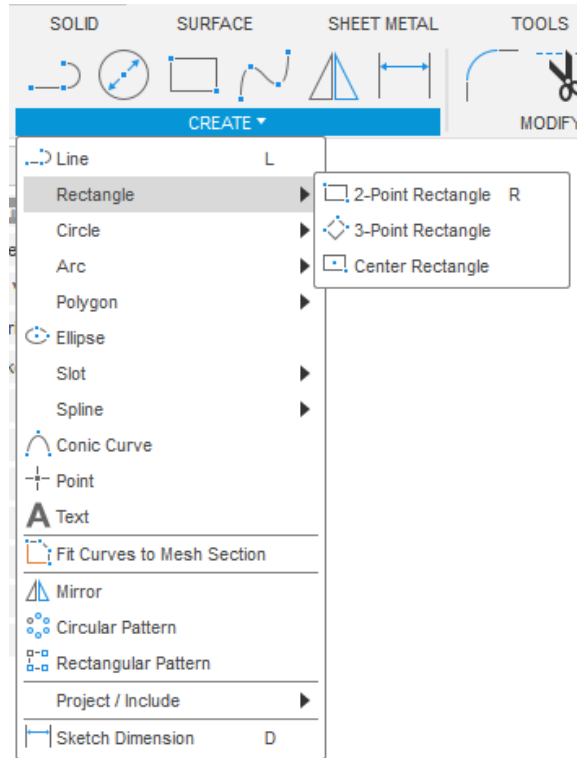 SOLID SURFACE SHEET METAL TOOLS
CREATE MODIFY
Line L
Rectangle
2-Point Rectangle R
Circle
3-Point Rectangle
Arc
Center Rectangle
Polygon
Ellipse
Slot
Spline
Conic Curve
Point
Text
Fit Curves to Mesh Section
Mirror
Circular Pattern
Rectangular Pattern
Project / Include
Sketch Dimension D